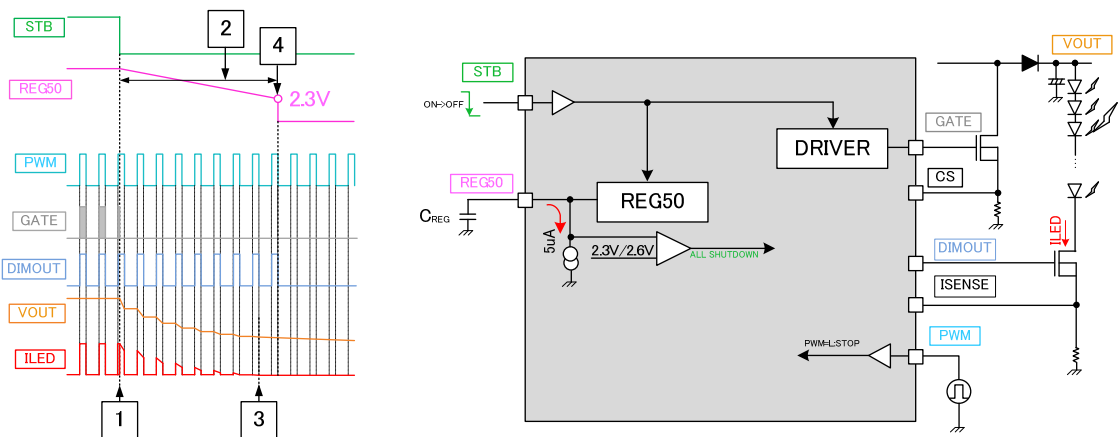 STB
2
4
REG50
2.3V
PWM
GATE
DIMOUT
VOUT
ILED
1
3
STB
ON->OFF
REG50
CREG
5uA
REG50
2.3V/2.6V
ALL SHUTDOWN
DRIVER
VOUT
GATE
CS
ILED
DIMOUT
ISENSE
PWM
PWM=L:STOP